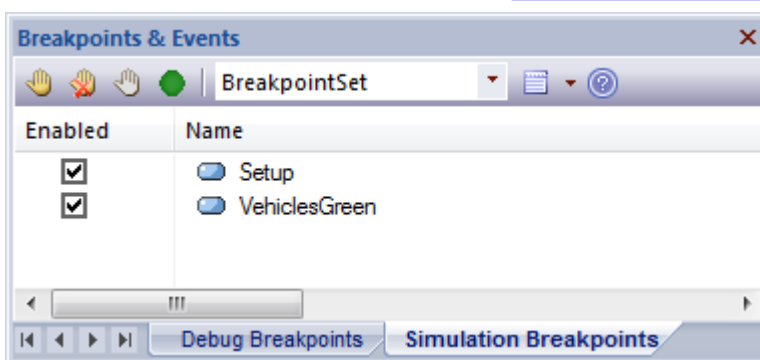 Breakpoints & Events
BreakpointSet
Enabled Name
Setup
VehiclesGreen
Debug Breakpoints Simulation Breakpoints